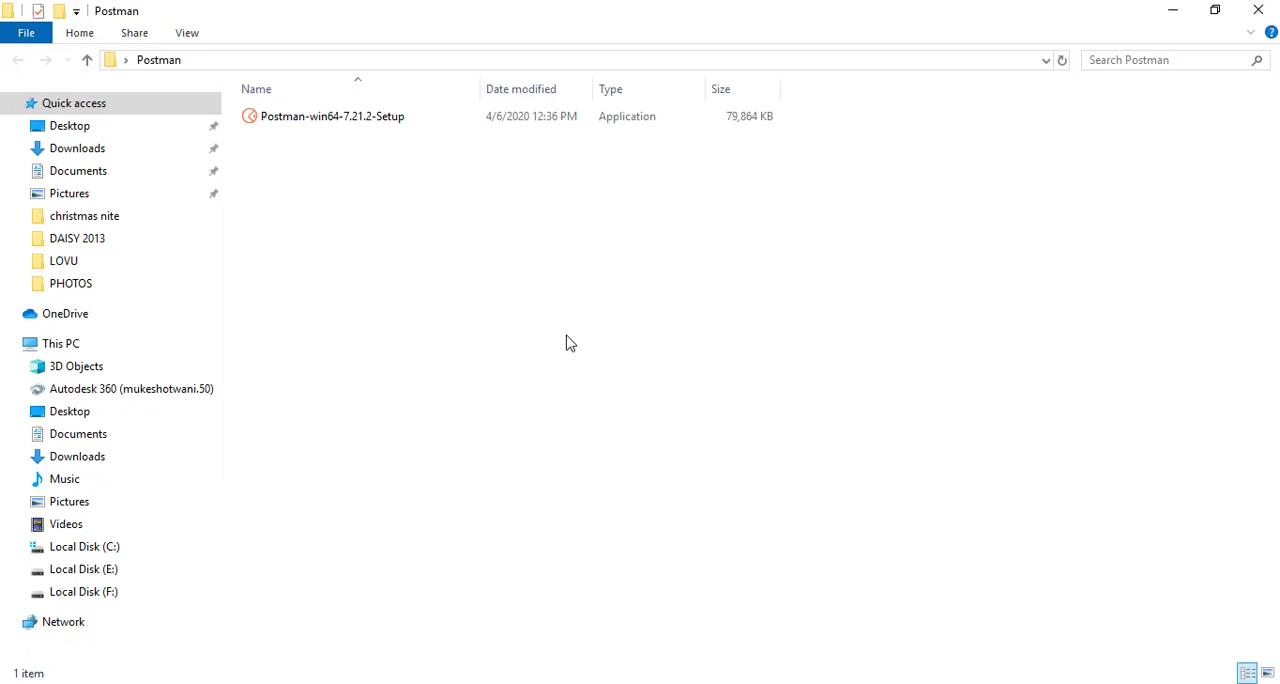 Postman
File Home Share View
Postman
Search Postman
Name Date modified Type Size
Postman-win64-7.21.2-Setup 4/6/2020 12:36 PM Application 79,864 KB
Quick access
Desktop
Downloads
Documents
Pictures
christmas nite
DAISY 2013
LOVU
PHOTOS
OneDrive
This PC
3D Objects
Autodesk 360 (mukeshotwani.50)
Desktop
Documents
Downloads
Music
Pictures
Videos
Local Disk (C:)
Local Disk (E:)
Local Disk (F:)
Network
1 item